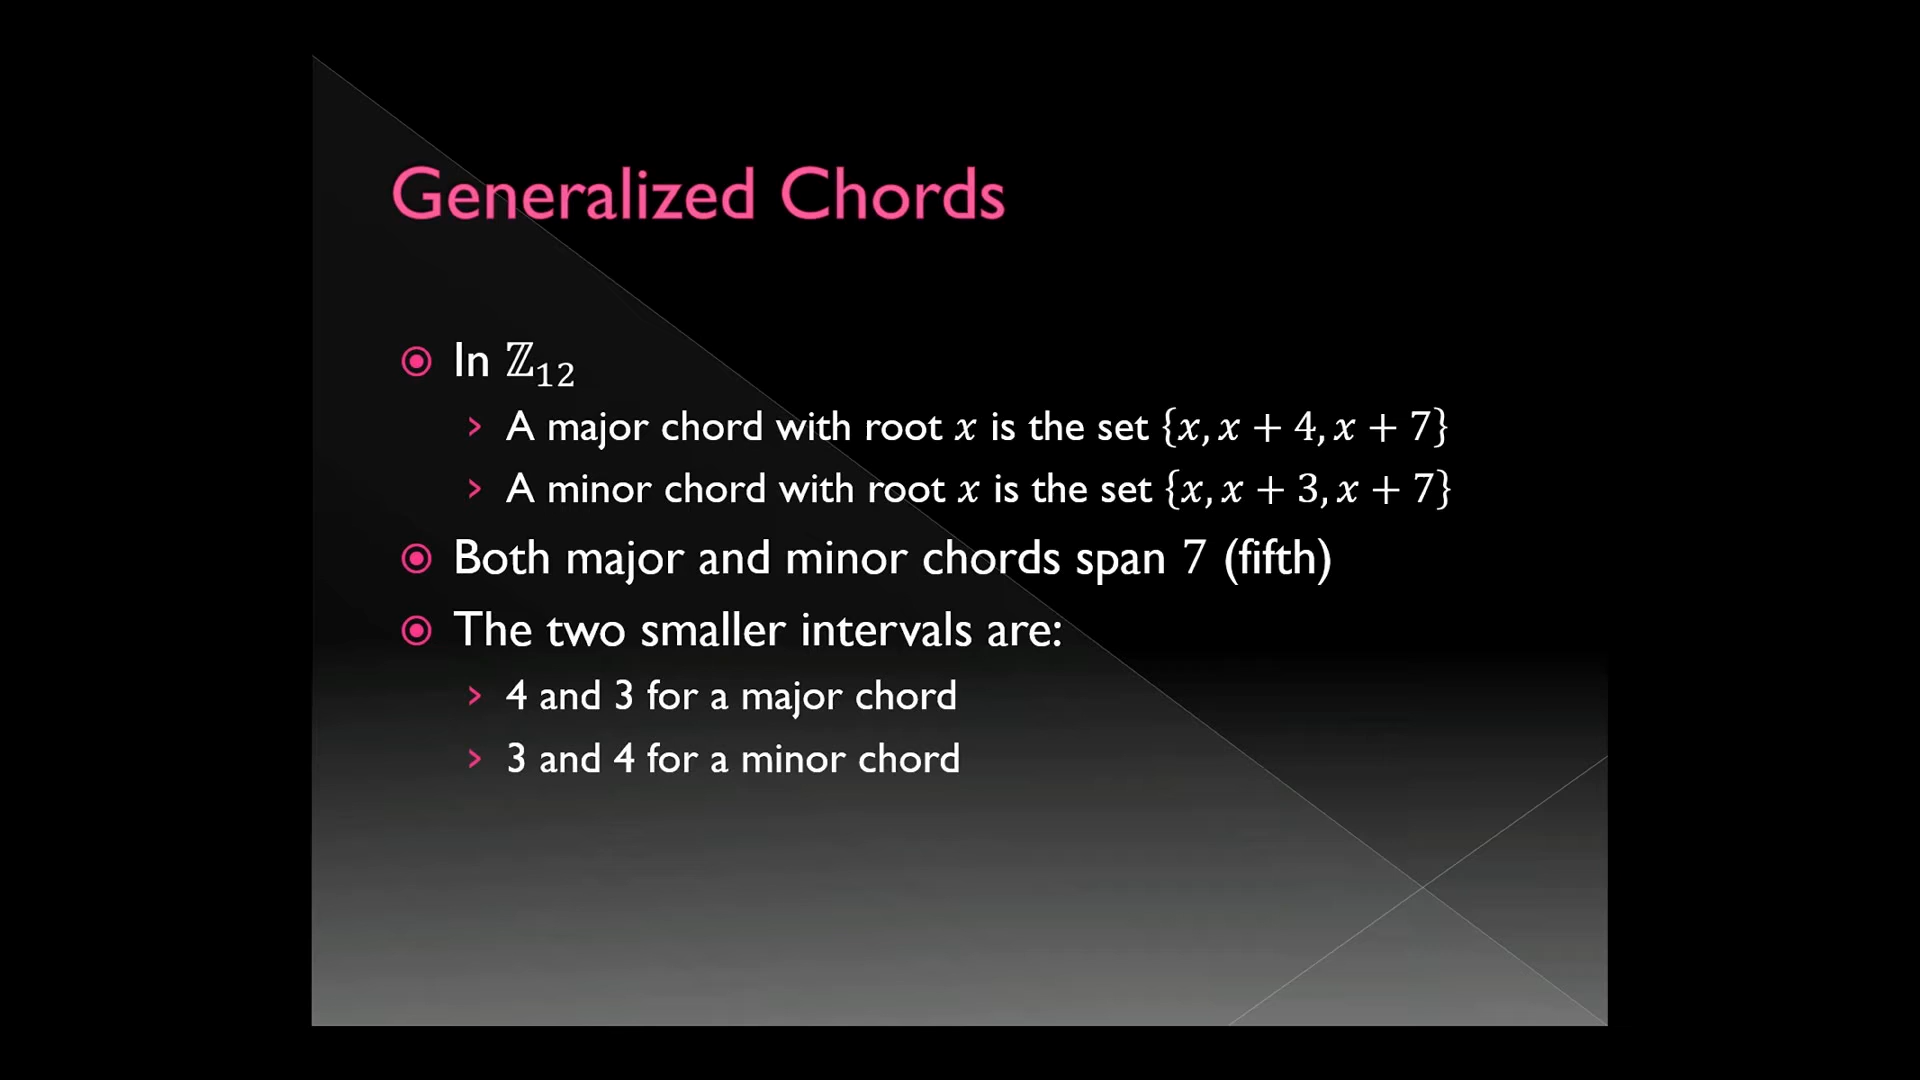 Generalized Chords
In ℤ₁₂
A major chord with root x is the set {x, x + 4, x + 7}
A minor chord with root x is the set {x, x + 3, x + 7}
Both major and minor chords span 7 (fifth)
The two smaller intervals are:
4 and 3 for a major chord
3 and 4 for a minor chord